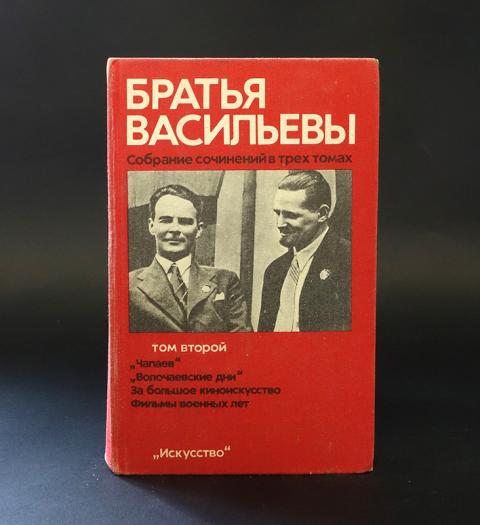 БРАТЬЯ
ВАСИЛЬЕВЫ
Собрание сочинений в трех томах
том второй
„Чапаев“
„Волочаевские дни“
За большое киноискусство
Фильмы военных лет
„Искусство“